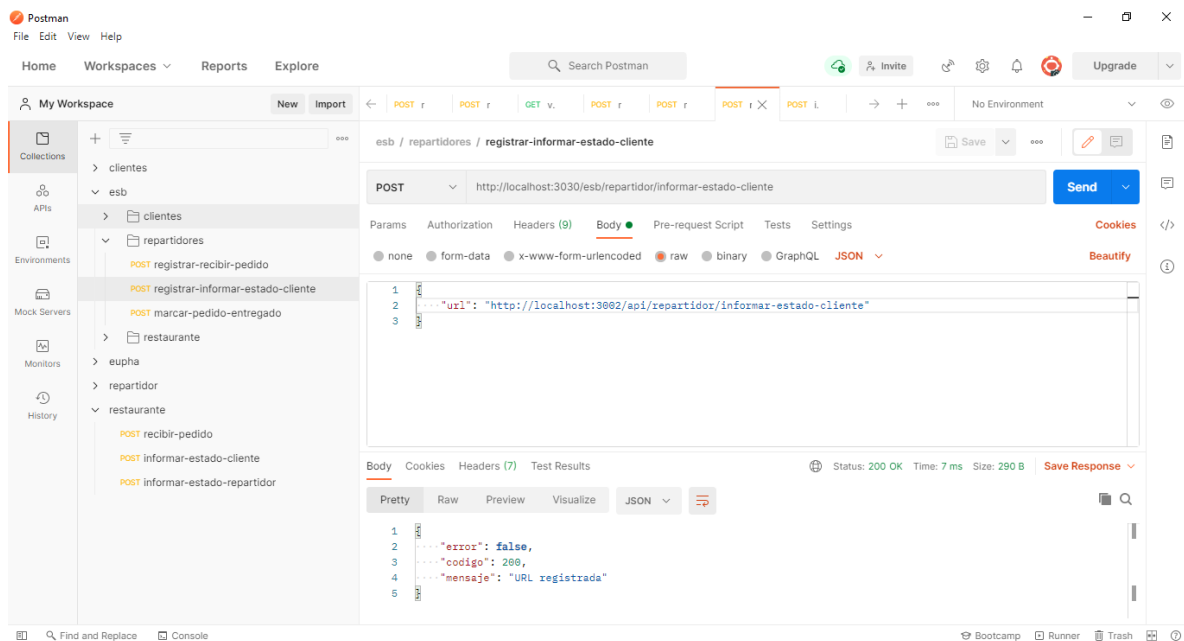 Postman
File Edit View Help
Home Workspaces Reports Explore Search Postman Invite Upgrade
My Workspace New Import POST r POST r GET v. POST r POST r POST r POST i. No Environment
Collections
APIs
Environments
Mock Servers
Monitors
History
clientes
esb
clientes
repartidores
POST registrar-recibir-pedido
POST registrar-informar-estado-cliente
POST marcar-pedido-entregado
restaurante
eupha
repartidor
restaurante
POST recibir-pedido
POST informar-estado-cliente
POST informar-estado-repartidor
esb / repartidores / registrar-informar-estado-cliente Save
POST http://localhost:3030/esb/repartidor/informar-estado-cliente Send
Params Authorization Headers (9) Body Pre-request Script Tests Settings Cookies
none form-data x-www-form-urlencoded raw binary GraphQL JSON Beautify
1 {
2 "url": "http://localhost:3002/api/repartidor/informar-estado-cliente"
3 }
Body Cookies Headers (7) Test Results Status: 200 OK Time: 7 ms Size: 290 B Save Response
Pretty Raw Preview Visualize JSON
1 {
2 "error": false,
3 "codigo": 200,
4 "mensaje": "URL registrada"
5 }
Find and Replace Console Bootcamp Runner Trash